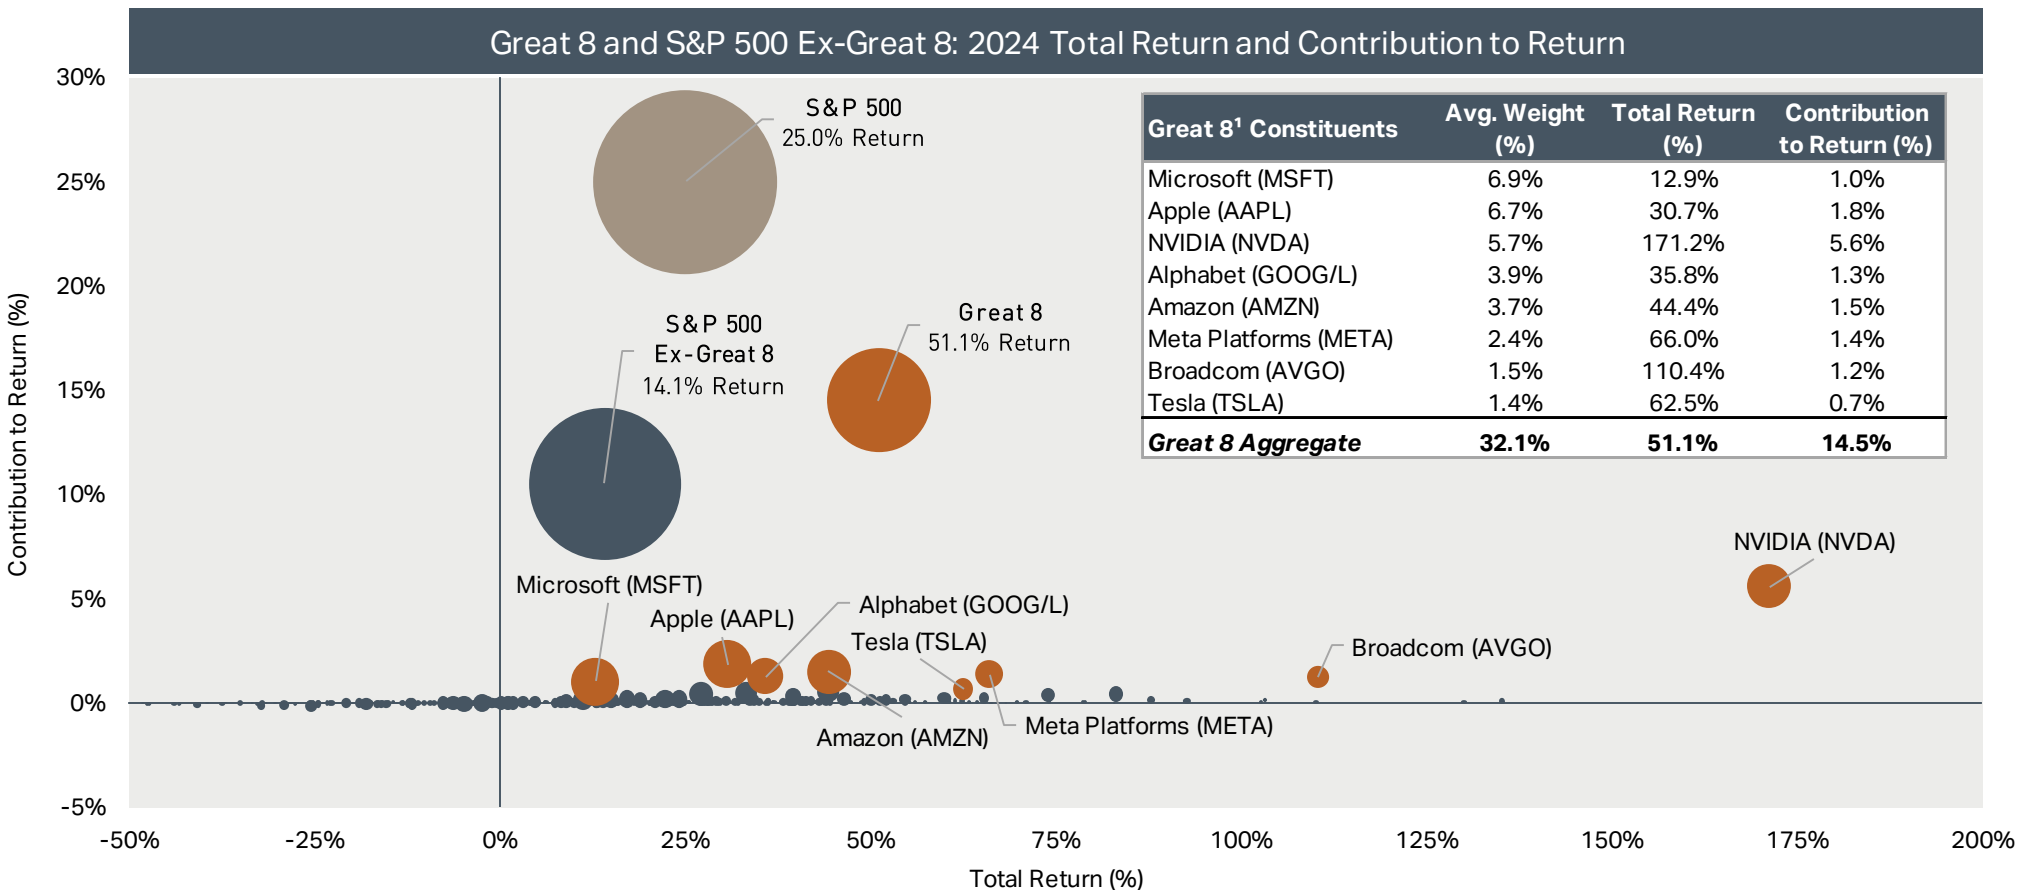 Great 8 and S&P 500 Ex-Great 8: 2024 Total Return and Contribution to Return
30%
25%
20%
15%
10%
5%
0%
-5%
Contribution to Return (%)
S&P 500
25.0% Return
S&P 500
Ex-Great 8
14.1% Return
Great 8
51.1% Return
Great 8¹ Constituents Avg. Weight (%) Total Return (%) Contribution to Return (%)
Microsoft (MSFT) 6.9% 12.9% 1.0%
Apple (AAPL) 6.7% 30.7% 1.8%
NVIDIA (NVDA) 5.7% 171.2% 5.6%
Alphabet (GOOG/L) 3.9% 35.8% 1.3%
Amazon (AMZN) 3.7% 44.4% 1.5%
Meta Platforms (META) 2.4% 66.0% 1.4%
Broadcom (AVGO) 1.5% 110.4% 1.2%
Tesla (TSLA) 1.4% 62.5% 0.7%
Great 8 Aggregate 32.1% 51.1% 14.5%
NVIDIA (NVDA)
Microsoft (MSFT)
Apple (AAPL)
Alphabet (GOOG/L)
Tesla (TSLA)
Broadcom (AVGO)
Meta Platforms (META)
Amazon (AMZN)
-50% -25% 0% 25% 50% 75% 100% 125% 150% 175% 200%
Total Return (%)